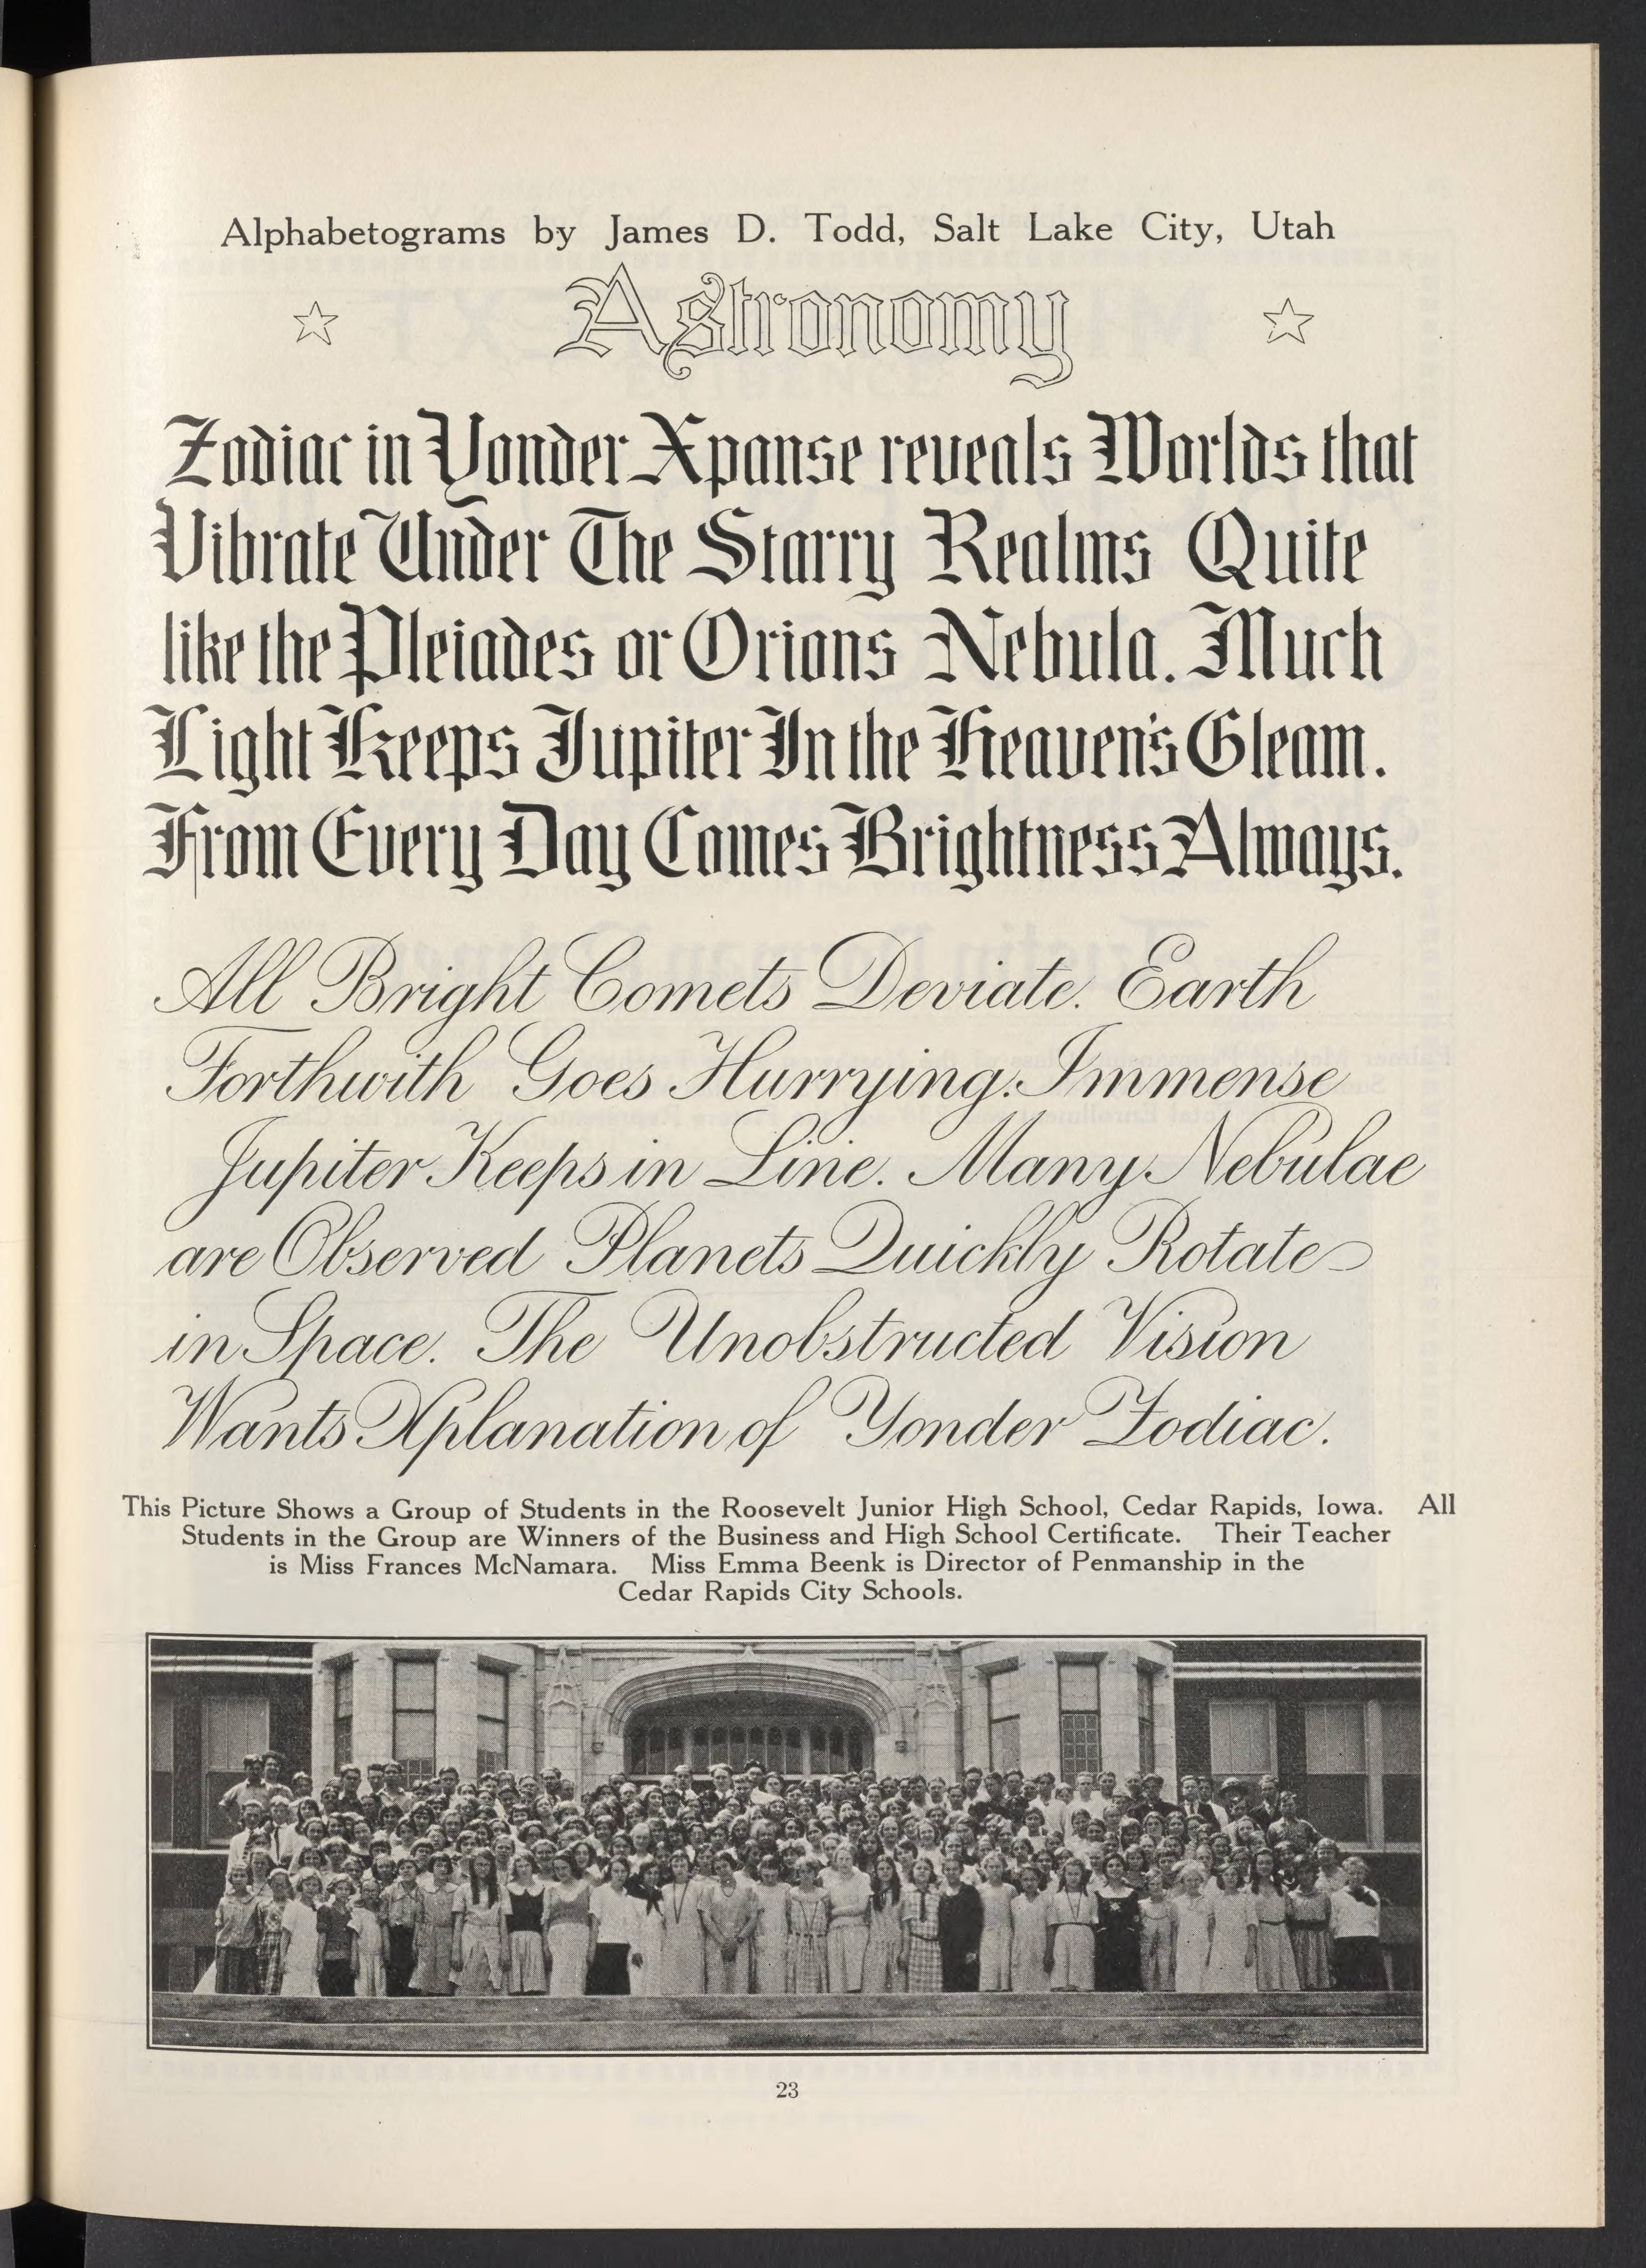 Alphabetograms by James D. Todd, Salt Lake City, Utah
Astronomy
Zodiac in Yonder Xpanse reveals Worlds that
Vibrate Under The Starry Realms Quite
like the Pleiades or Orions Nebula. Much
Light Keeps Jupiter In the Heaven's Gleam.
From Every Day Comes Brightness Always.
All Bright Comets Deviate. Earth
Forthwith Goes Hurrying. Immense
Jupiter Keeps in Line. Many Nebulae
are Observed Planets Quickly Rotate
in Space. The Unobstructed Vision
Wants Xplanation of Yonder Zodiac.
This Picture Shows a Group of Students in the Roosevelt Junior High School, Cedar Rapids, Iowa. All
Students in the Group are Winners of the Business and High School Certificate. Their Teacher
is Miss Frances McNamara. Miss Emma Beenk is Director of Penmanship in the
Cedar Rapids City Schools.
23